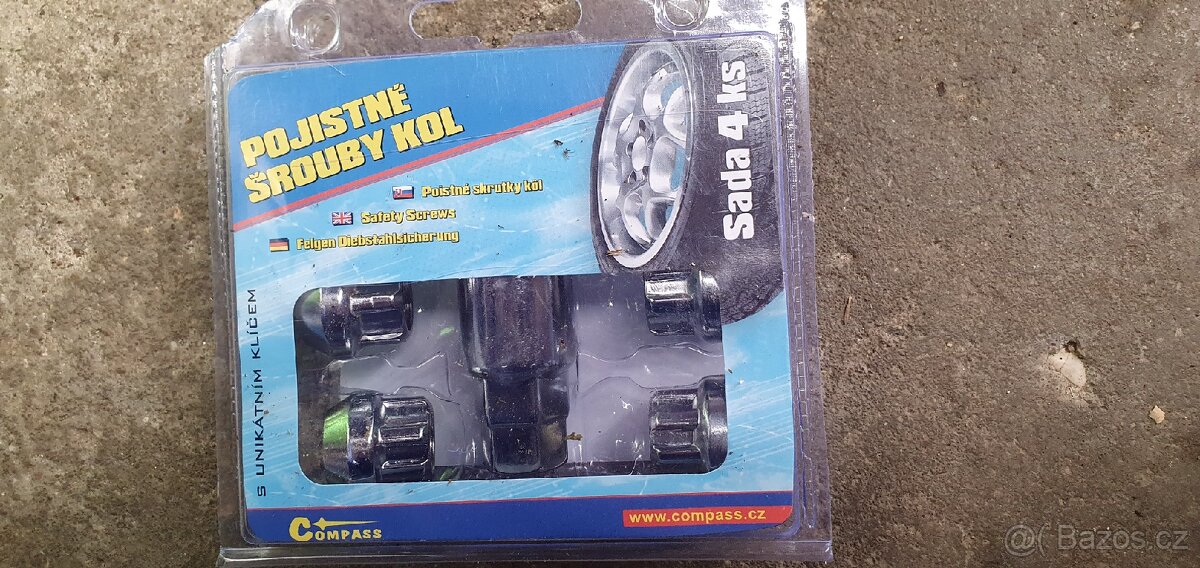 POJISTNÉ
ŠROUBY KOL
Poistné skrutky kól
Safety Screws
Felgen Diebstahlsicherung
Sada 4 ks
S UNIKÁTNÍM KLÍČEM
COMPASS
www.compass.cz
@( Bazos.cz